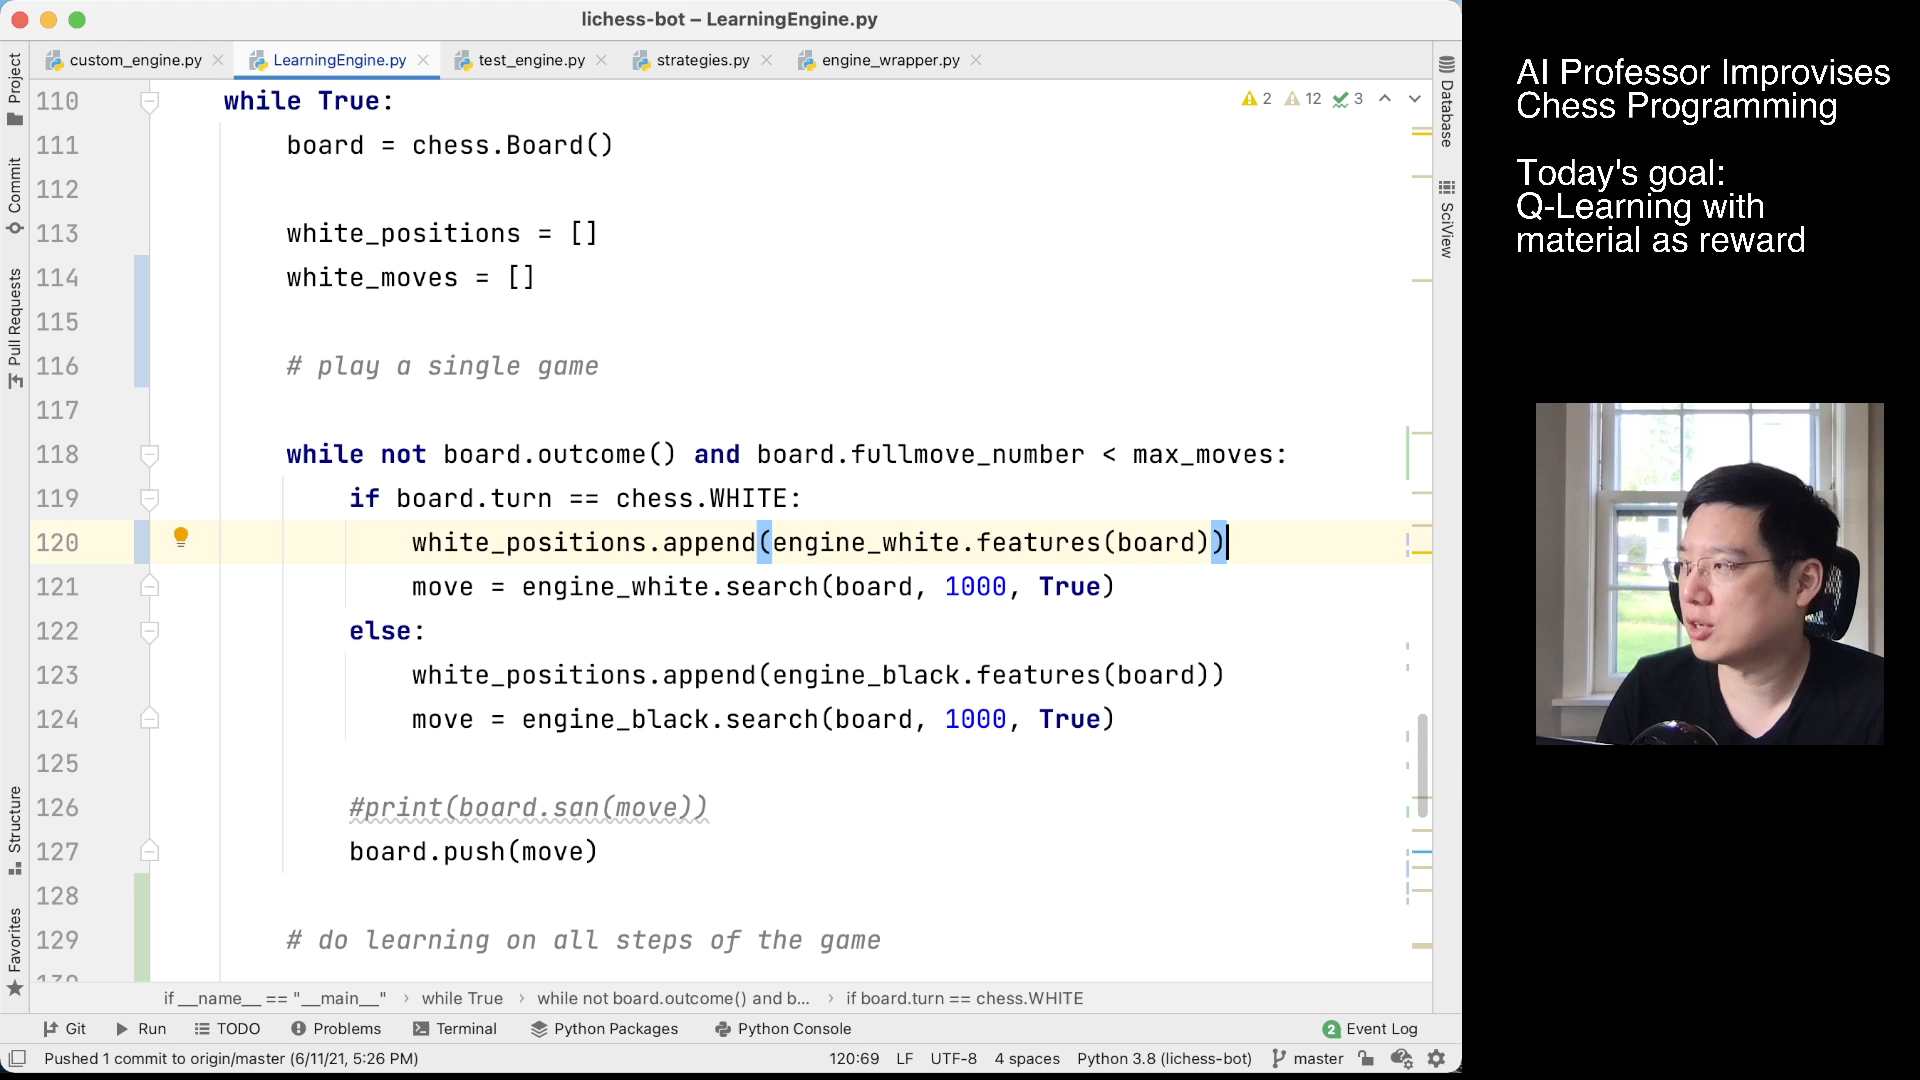 lichess-bot – LearningEngine.py
custom_engine.py
LearningEngine.py
test_engine.py
strategies.py
engine_wrapper.py
Project
Commit
Pull Requests
Structure
Favorites
Database
SciView
2 12 3
110 while True:
111 board = chess.Board()
112
113 white_positions = []
114 white_moves = []
115
116 # play a single game
117
118 while not board.outcome() and board.fullmove_number < max_moves:
119 if board.turn == chess.WHITE:
120 white_positions.append(engine_white.features(board))
121 move = engine_white.search(board, 1000, True)
122 else:
123 white_positions.append(engine_black.features(board))
124 move = engine_black.search(board, 1000, True)
125
126 #print(board.san(move))
127 board.push(move)
128
129 # do learning on all steps of the game
if __name__ == "__main__" › while True › while not board.outcome() and b... › if board.turn == chess.WHITE
Git Run TODO Problems Terminal Python Packages Python Console 2 Event Log
Pushed 1 commit to origin/master (6/11/21, 5:26 PM) 120:69 LF UTF-8 4 spaces Python 3.8 (lichess-bot) master
AI Professor Improvises
Chess Programming
Today's goal:
Q-Learning with
material as reward